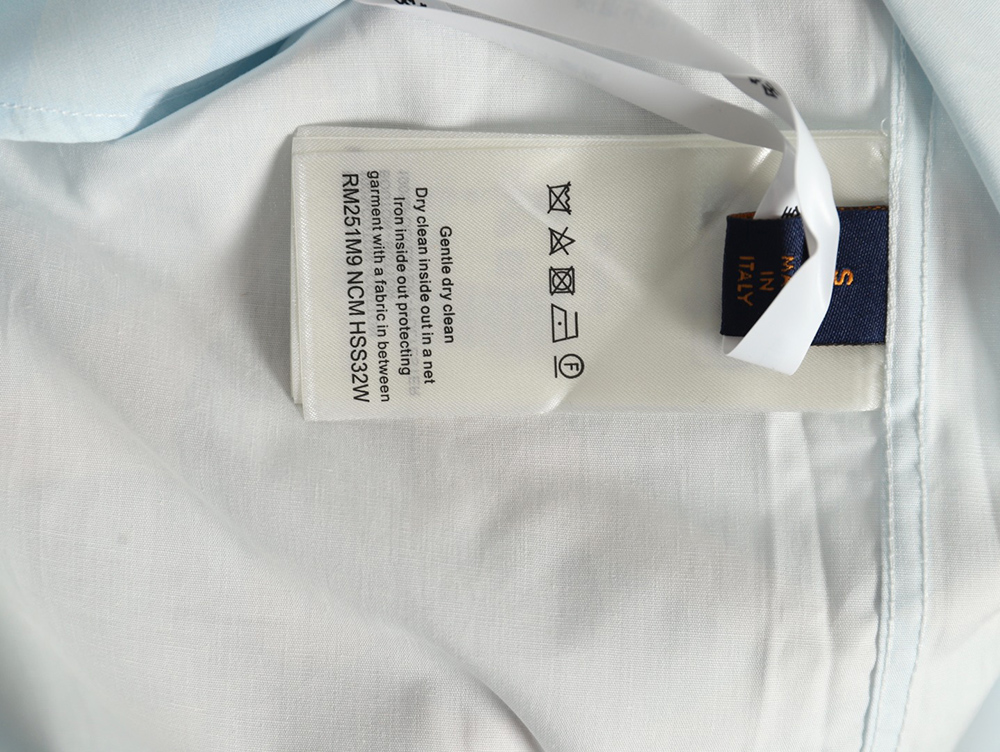 Gentle dry clean
Dry clean inside out in a net
Iron inside out protecting
garment with a fabric in between
RM251M9 NCM HSS32W
F
S
IN
ITALY